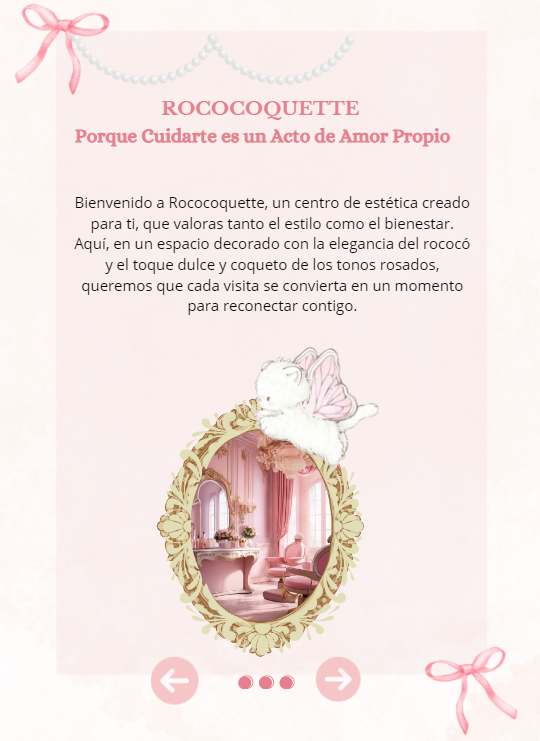 ROCOCOQUETTE
Porque Cuidarte es un Acto de Amor Propio
Bienvenido a Rococoquette, un centro de estética creado
para ti, que valoras tanto el estilo como el bienestar.
Aquí, en un espacio decorado con la elegancia del rococó
y el toque dulce y coqueto de los tonos rosados,
queremos que cada visita se convierta en un momento
para reconectar contigo.